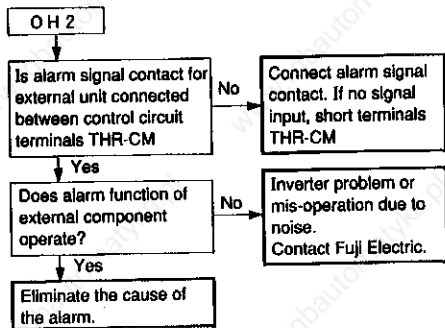 OH2
Is alarm signal contact for
external unit connected
between control circuit
terminals THR-CM
No
Connect alarm signal
contact. If no signal
input, short terminals
THR-CM
Yes
Does alarm function of
external component
operate?
No
Inverter problem or
mis-operation due to
noise.
Contact Fuji Electric.
Yes
Eliminate the cause of
the alarm.